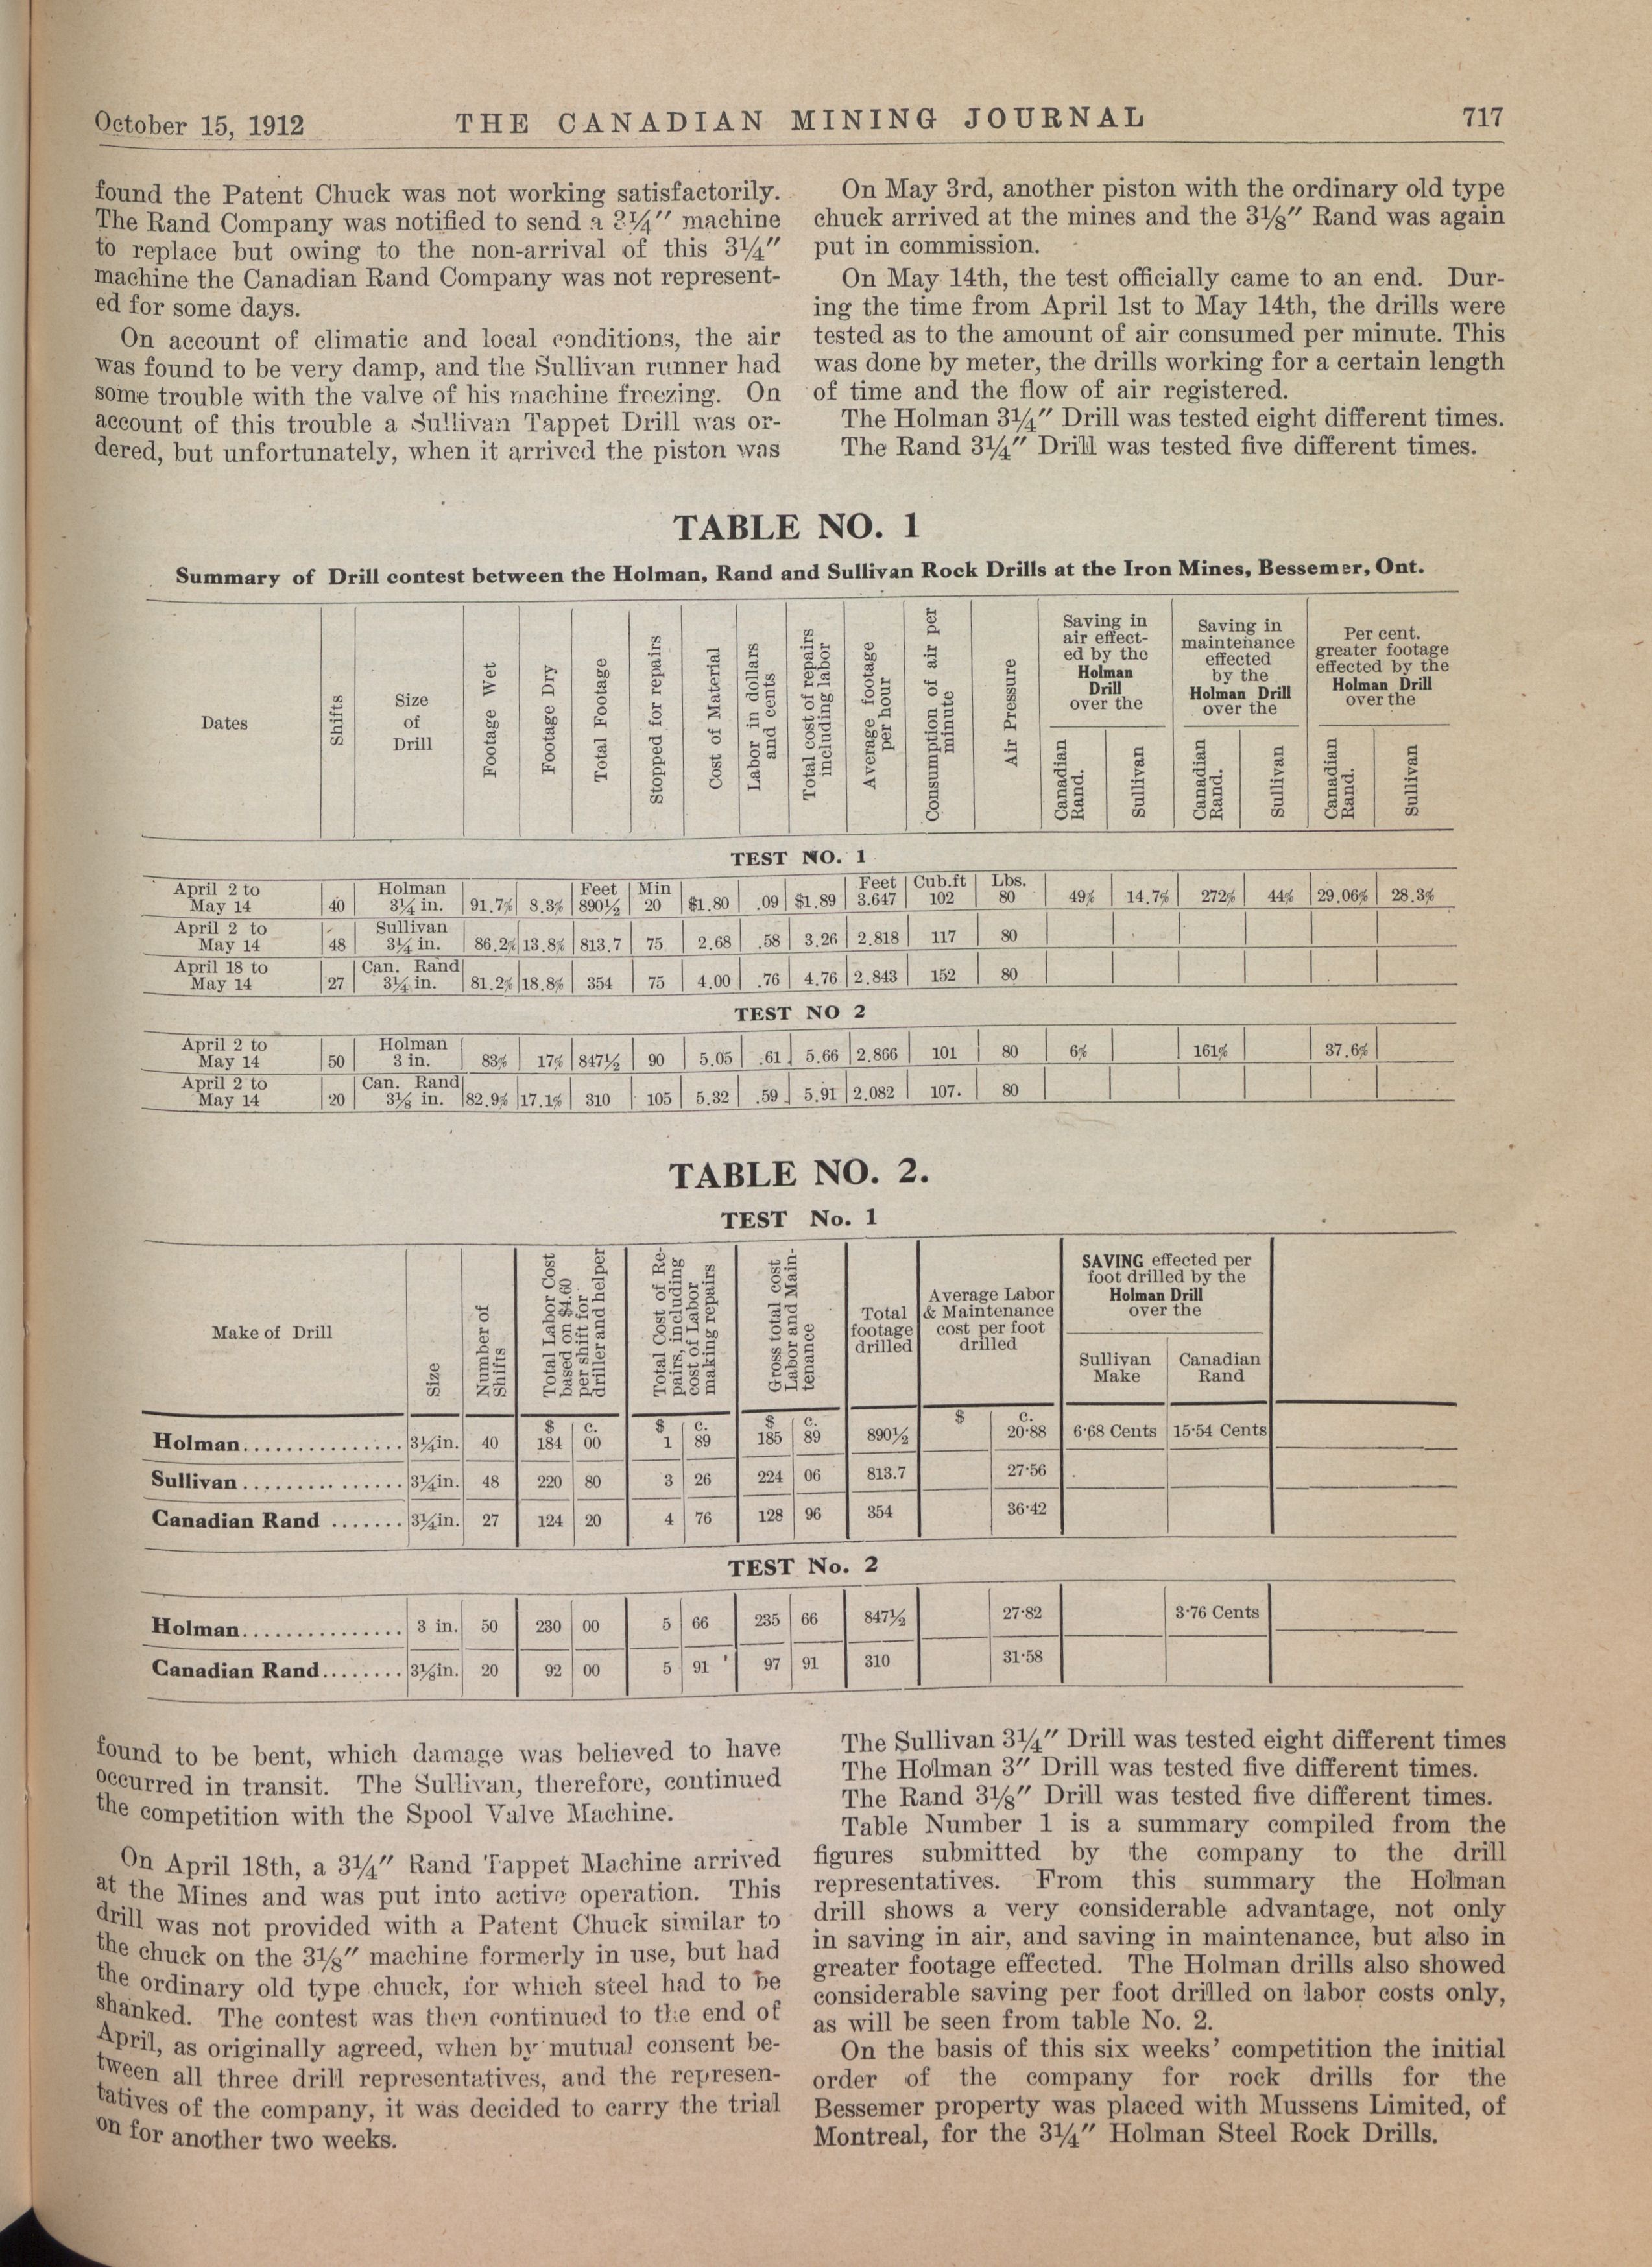 October 15, 1912 THE CANADIAN MINING JOURNAL 717
found the Patent Chuck was not working satisfactorily.
The Rand Company was notified to send a 3¼″ machine
to replace but owing to the non-arrival of this 3¼″
machine the Canadian Rand Company was not represent-
ed for some days.
On account of climatic and local conditions, the air
was found to be very damp, and the Sullivan runner had
some trouble with the valve of his machine freezing. On
account of this trouble a Sullivan Tappet Drill was or-
dered, but unfortunately, when it arrived the piston was
On May 3rd, another piston with the ordinary old type
chuck arrived at the mines and the 3⅛″ Rand was again
put in commission.
On May 14th, the test officially came to an end. Dur-
ing the time from April 1st to May 14th, the drills were
tested as to the amount of air consumed per minute. This
was done by meter, the drills working for a certain length
of time and the flow of air registered.
The Holman 3¼″ Drill was tested eight different times.
The Rand 3¼″ Drill was tested five different times.
TABLE NO. 1
Summary of Drill contest between the Holman, Rand and Sullivan Rock Drills at the Iron Mines, Bessemer, Ont.
Dates
Shifts
Size
of
Drill
Footage Wet
Footage Dry
Total Footage
Stopped for repairs
Cost of Material
Labor in dollars
and cents
Total cost of repairs
including labor
Average footage
per hour
Consumption of air per
minute
Air Pressure
Saving in
air effect-
ed by the
Holman
Drill
over the
Canadian
Rand.
Sullivan
Saving in
maintenance
effected
by the
Holman Drill
over the
Canadian
Rand.
Sullivan
Per cent.
greater footage
effected by the
Holman Drill
over the
Canadian
Rand.
Sullivan
TEST NO. 1
April 2 to Holman Feet Min Feet Cub.ft Lbs.
May 14 40 3¼ in. 91.7% 8.3% 890½ 20 $1.80 .09 $1.89 3.647 102 80 49% 14.7% 272% 44% 29.06% 28.3%
April 2 to Sullivan
May 14 48 3¼ in. 86.2% 13.8% 813.7 75 2.68 .58 3.26 2.818 117 80
April 18 to Can. Rand
May 14 27 3¼ in. 81.2% 18.8% 354 75 4.00 .76 4.76 2.843 152 80
TEST NO 2
April 2 to Holman
May 14 50 3 in. 83% 17% 847½ 90 5.05 .61 5.66 2.866 101 80 6% 161% 37.6%
April 2 to Can. Rand
May 14 20 3⅛ in. 82.9% 17.1% 310 105 5.32 .59 5.91 2.082 107. 80
TABLE NO. 2.
TEST No. 1
Make of Drill
Size
Number of
Shifts
Total Labor Cost
based on $4.60
per shift for
driller and helper
Total Cost of Re-
pairs, including
cost of Labor
making repairs
Gross total cost
Labor and Main-
tenance
Total
footage
drilled
Average Labor
& Maintenance
cost per foot
drilled
SAVING effected per
foot drilled by the
Holman Drill
over the
Sullivan
Make
Canadian
Rand
$ c. $ c. $ c. $ c.
Holman............... 3¼in. 40 184 00 1 89 185 89 890½ 20·88 6·68 Cents 15·54 Cents
Sullivan............... 3¼in. 48 220 80 3 26 224 06 813.7 27·56
Canadian Rand ....... 3¼in. 27 124 20 4 76 128 96 354 36·42
TEST No. 2
Holman............... 3 in. 50 230 00 5 66 235 66 847½ 27·82 3·76 Cents
Canadian Rand........ 3⅛in. 20 92 00 5 91 97 91 310 31·58
found to be bent, which damage was believed to have
occurred in transit. The Sullivan, therefore, continued
the competition with the Spool Valve Machine.
On April 18th, a 3¼″ Rand Tappet Machine arrived
at the Mines and was put into active operation. This
drill was not provided with a Patent Chuck similar to
the chuck on the 3⅛″ machine formerly in use, but had
the ordinary old type chuck, for which steel had to be
shanked. The contest was then continued to the end of
April, as originally agreed, when by mutual consent be-
tween all three drill representatives, and the represen-
tatives of the company, it was decided to carry the trial
on for another two weeks.
The Sullivan 3¼″ Drill was tested eight different times
The Holman 3″ Drill was tested five different times.
The Rand 3⅛″ Drill was tested five different times.
Table Number 1 is a summary compiled from the
figures submitted by the company to the drill
representatives. From this summary the Holman
drill shows a very considerable advantage, not only
in saving in air, and saving in maintenance, but also in
greater footage effected. The Holman drills also showed
considerable saving per foot drilled on labor costs only,
as will be seen from table No. 2.
On the basis of this six weeks' competition the initial
order of the company for rock drills for the
Bessemer property was placed with Mussens Limited, of
Montreal, for the 3¼″ Holman Steel Rock Drills.